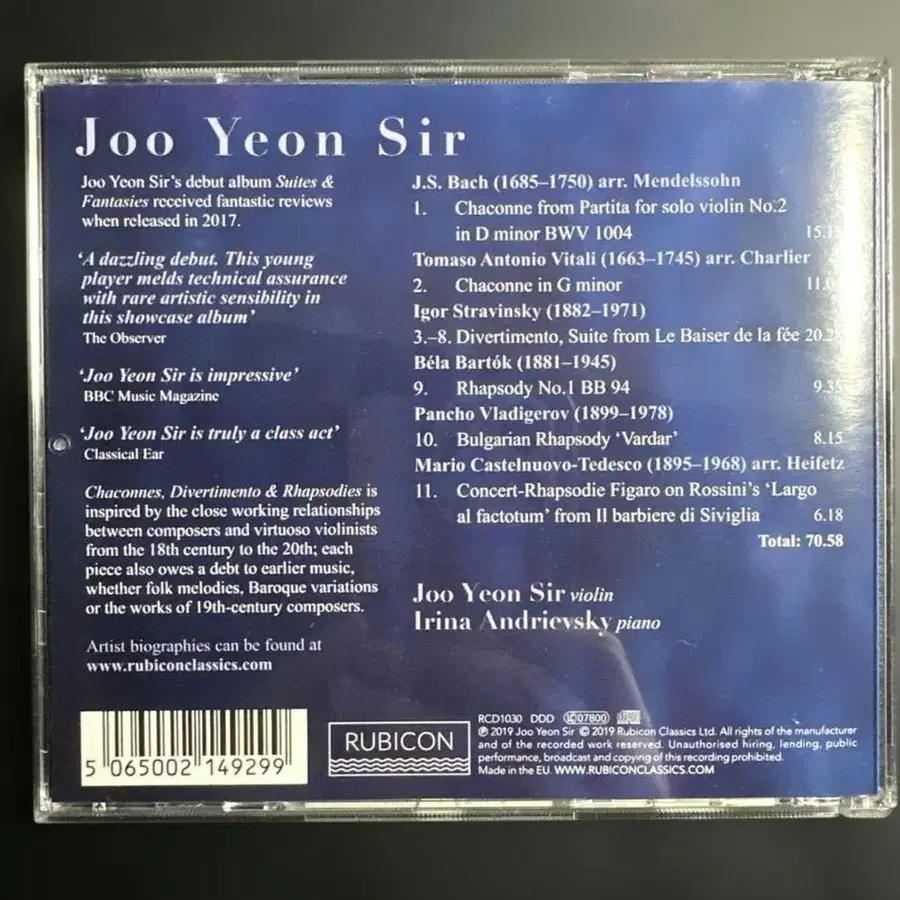 Joo Yeon Sir
Joo Yeon Sir's debut album Suites &
Fantasies received fantastic reviews
when released in 2017.
'A dazzling debut. This young
player melds technical assurance
with rare artistic sensibility in
this showcase album'
The Observer
'Joo Yeon Sir is impressive'
BBC Music Magazine
'Joo Yeon Sir is truly a class act'
Classical Ear
Chaconnes, Divertimento & Rhapsodies is
inspired by the close working relationships
between composers and virtuoso violinists
from the 18th century to the 20th; each
piece also owes a debt to earlier music,
whether folk melodies, Baroque variations
or the works of 19th-century composers.
Artist biographies can be found at
www.rubiconclassics.com
J.S. Bach (1685–1750) arr. Mendelssohn
1. Chaconne from Partita for solo violin No.2
in D minor BWV 1004
Tomaso Antonio Vitali (1663–1745) arr. Charlier
2. Chaconne in G minor
Igor Stravinsky (1882–1971)
3.–8. Divertimento, Suite from Le Baiser de la fée
Béla Bartók (1881–1945)
9. Rhapsody No.1 BB 94 9.35
Pancho Vladigerov (1899–1978)
10. Bulgarian Rhapsody 'Vardar' 8.15
Mario Castelnuovo-Tedesco (1895–1968) arr. Heifetz
11. Concert-Rhapsodie Figaro on Rossini's 'Largo
al factotum' from Il barbiere di Siviglia 6.18
Total: 70.58
Joo Yeon Sir violin
Irina Andrievsky piano
5 065002 149299
RUBICON
RCD1030 DDD LC07800
℗ 2019 Joo Yeon Sir © 2019 Rubicon Classics Ltd. All rights of the manufacturer
and of the recorded work reserved. Unauthorised hiring, lending, public
performance, broadcast and copying of this recording prohibited.
Made in the EU. WWW.RUBICONCLASSICS.COM